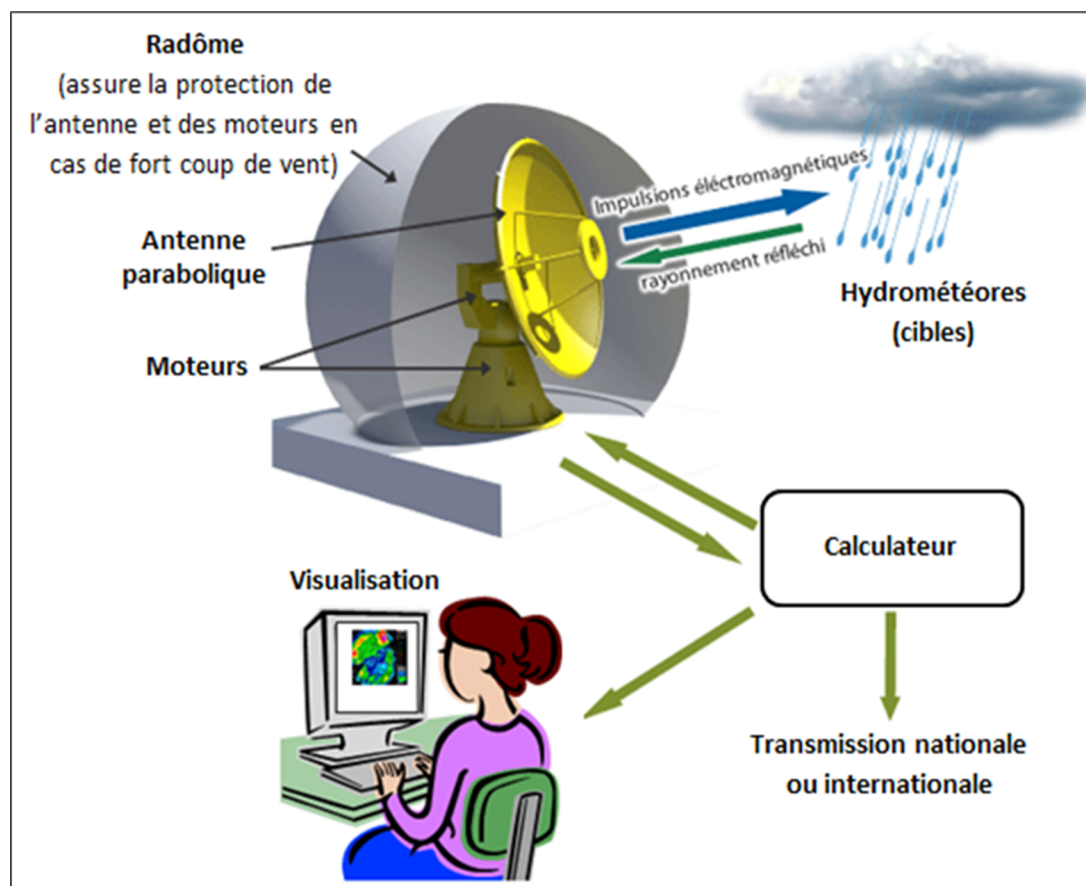 Radôme
(assure la protection de
l'antenne et des moteurs en
cas de fort coup de vent)
Antenne
parabolique
Moteurs
Impulsions éléctromagnétiques
rayonnement réfléchi
Hydrométéores
(cibles)
Calculateur
Visualisation
Transmission nationale
ou internationale